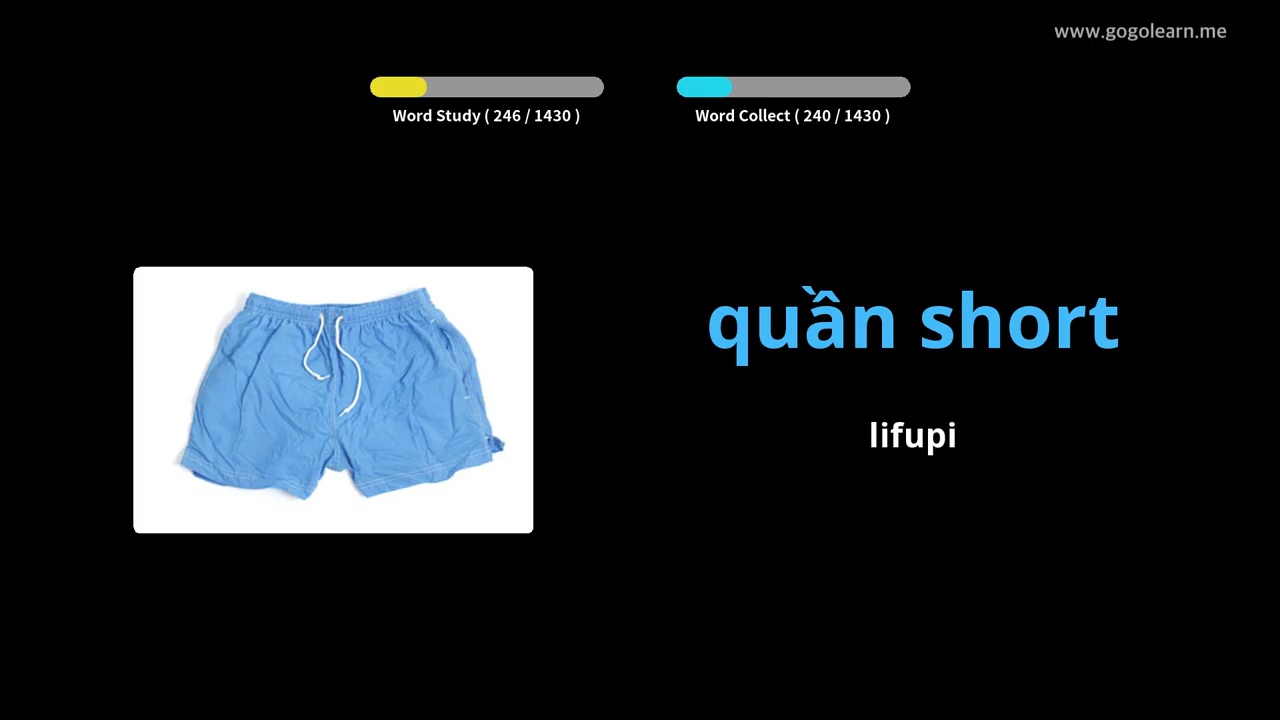 www.gogolearn.me
Word Study ( 246 / 1430 )
Word Collect ( 240 / 1430 )
quần short
lifupi